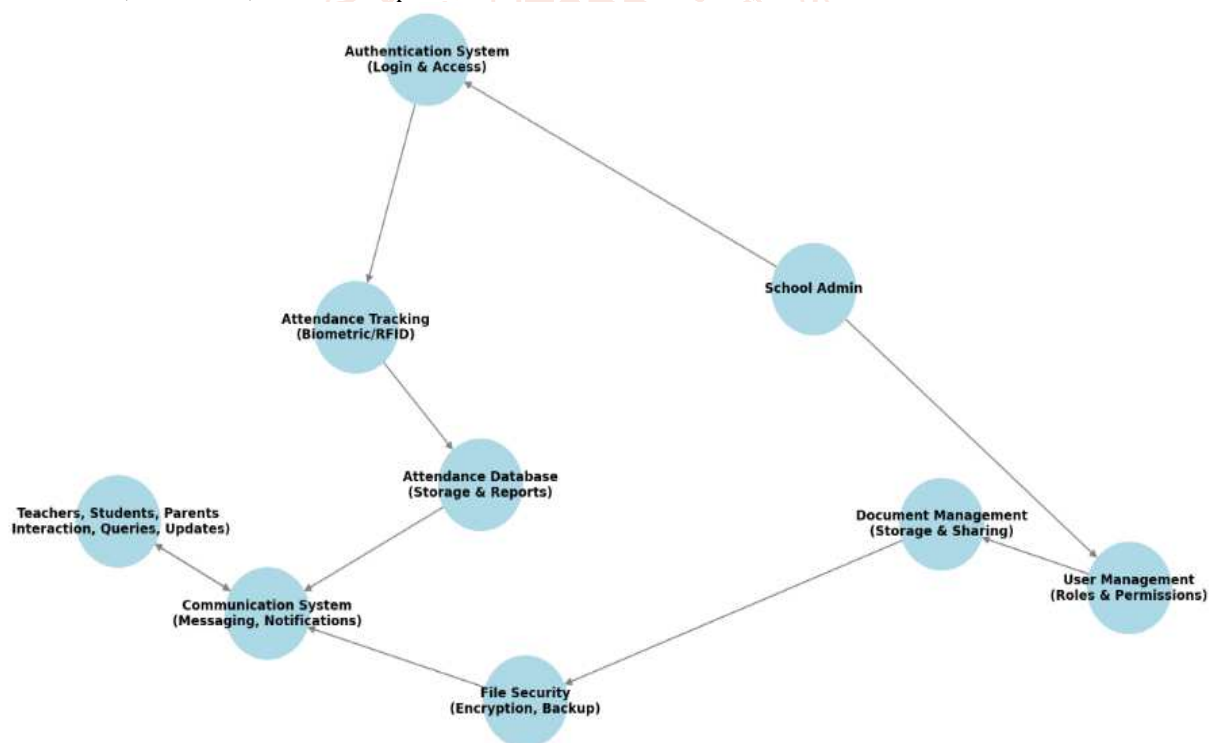 Authentication System
(Login & Access)
School Admin
Attendance Tracking
(Biometric/RFID)
Attendance Database
(Storage & Reports)
Teachers, Students, Parents
Interaction, Queries, Updates)
Document Management
(Storage & Sharing)
User Management
(Roles & Permissions)
Communication System
(Messaging, Notifications)
File Security
(Encryption, Backup)